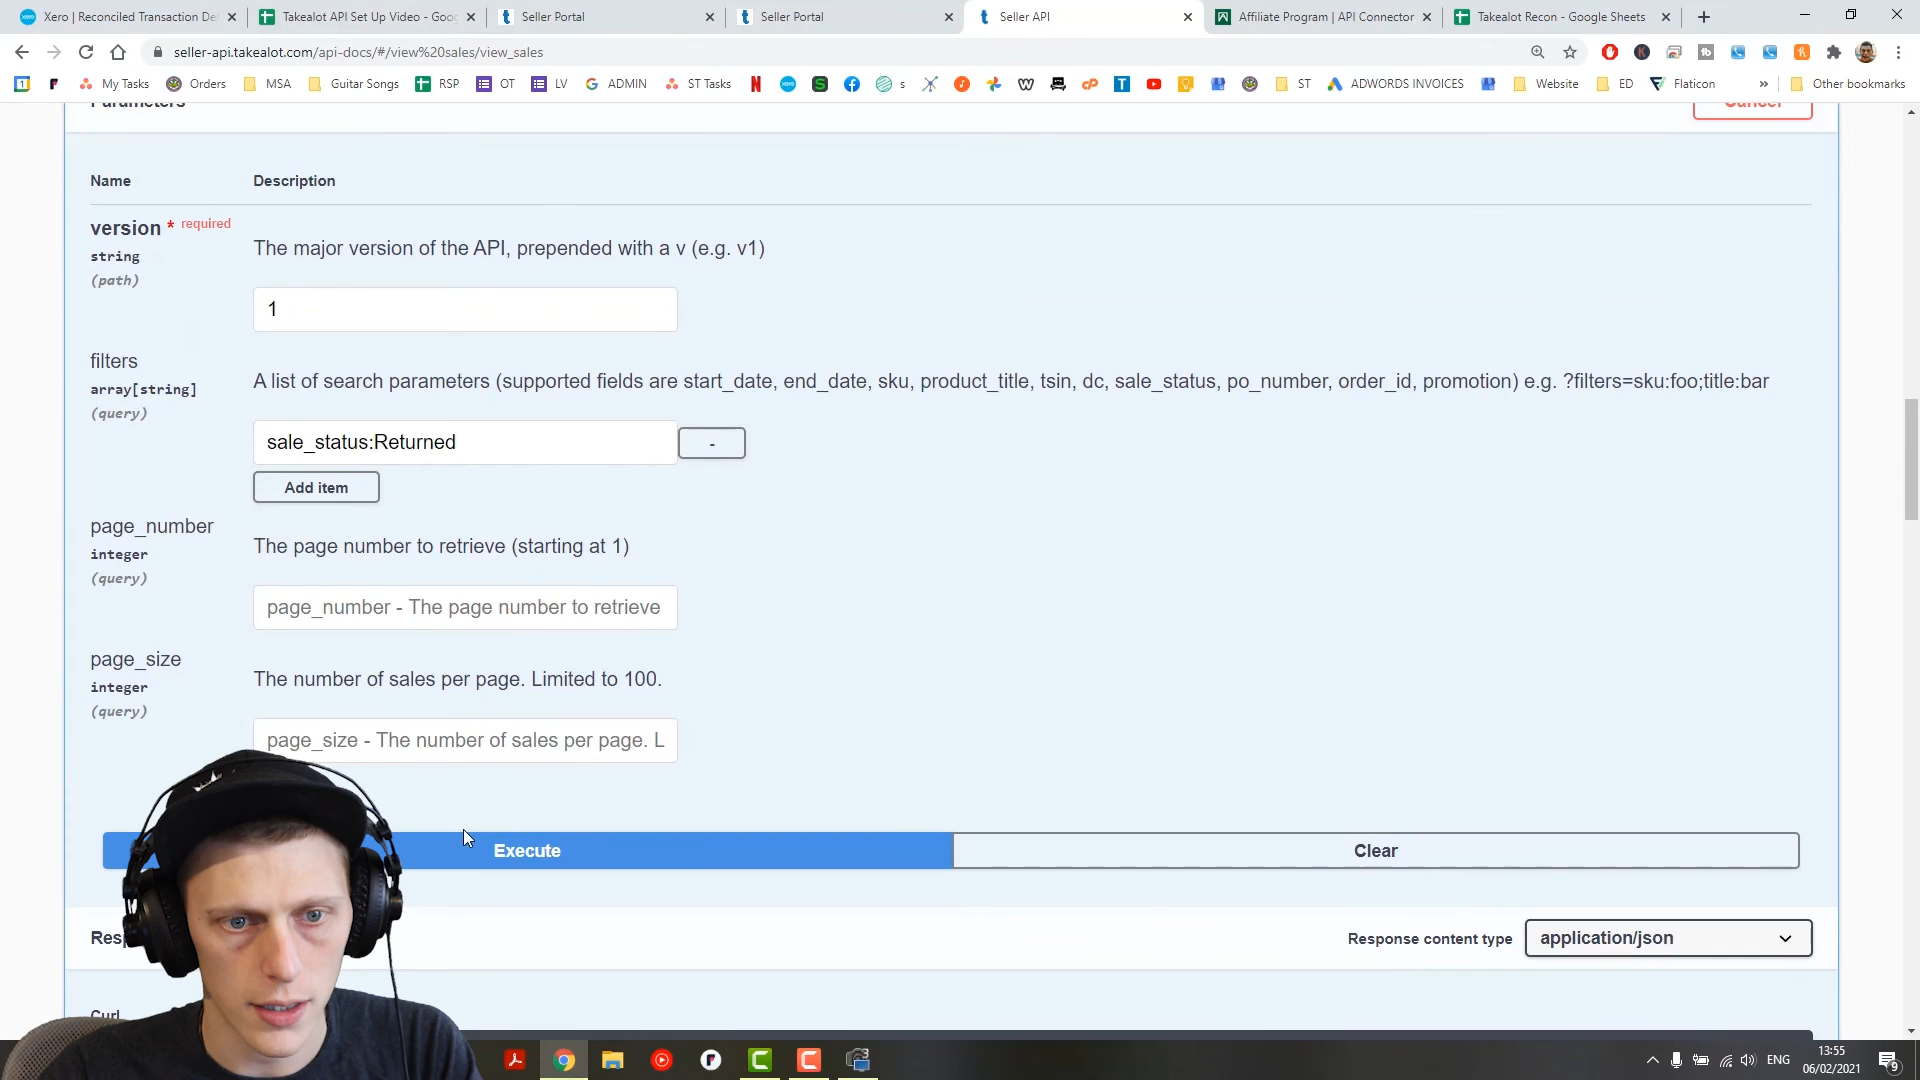 Xero | Reconciled Transaction De
Takealot API Set Up Video - Goo
Seller Portal
Seller Portal
Seller API
Affiliate Program | API Connector
Takealot Recon - Google Sheets
seller-api.takealot.com/api-docs/#/view%20sales/view_sales
My Tasks
Orders
MSA
Guitar Songs
RSP
OT
LV
ADMIN
ST Tasks
s
ST
ADWORDS INVOICES
Website
ED
Flaticon
Other bookmarks
Parameters
Cancel
Name
Description
version * required
string
(path)
The major version of the API, prepended with a v (e.g. v1)
1
filters
array[string]
(query)
A list of search parameters (supported fields are start_date, end_date, sku, product_title, tsin, dc, sale_status, po_number, order_id, promotion) e.g. ?filters=sku:foo;title:bar
sale_status:Returned
-
Add item
page_number
integer
(query)
The page number to retrieve (starting at 1)
page_number - The page number to retrieve
page_size
integer
(query)
The number of sales per page. Limited to 100.
page_size - The number of sales per page. L
Execute
Clear
Res
Response content type
application/json
Curl
ENG
13:55
06/02/2021
9